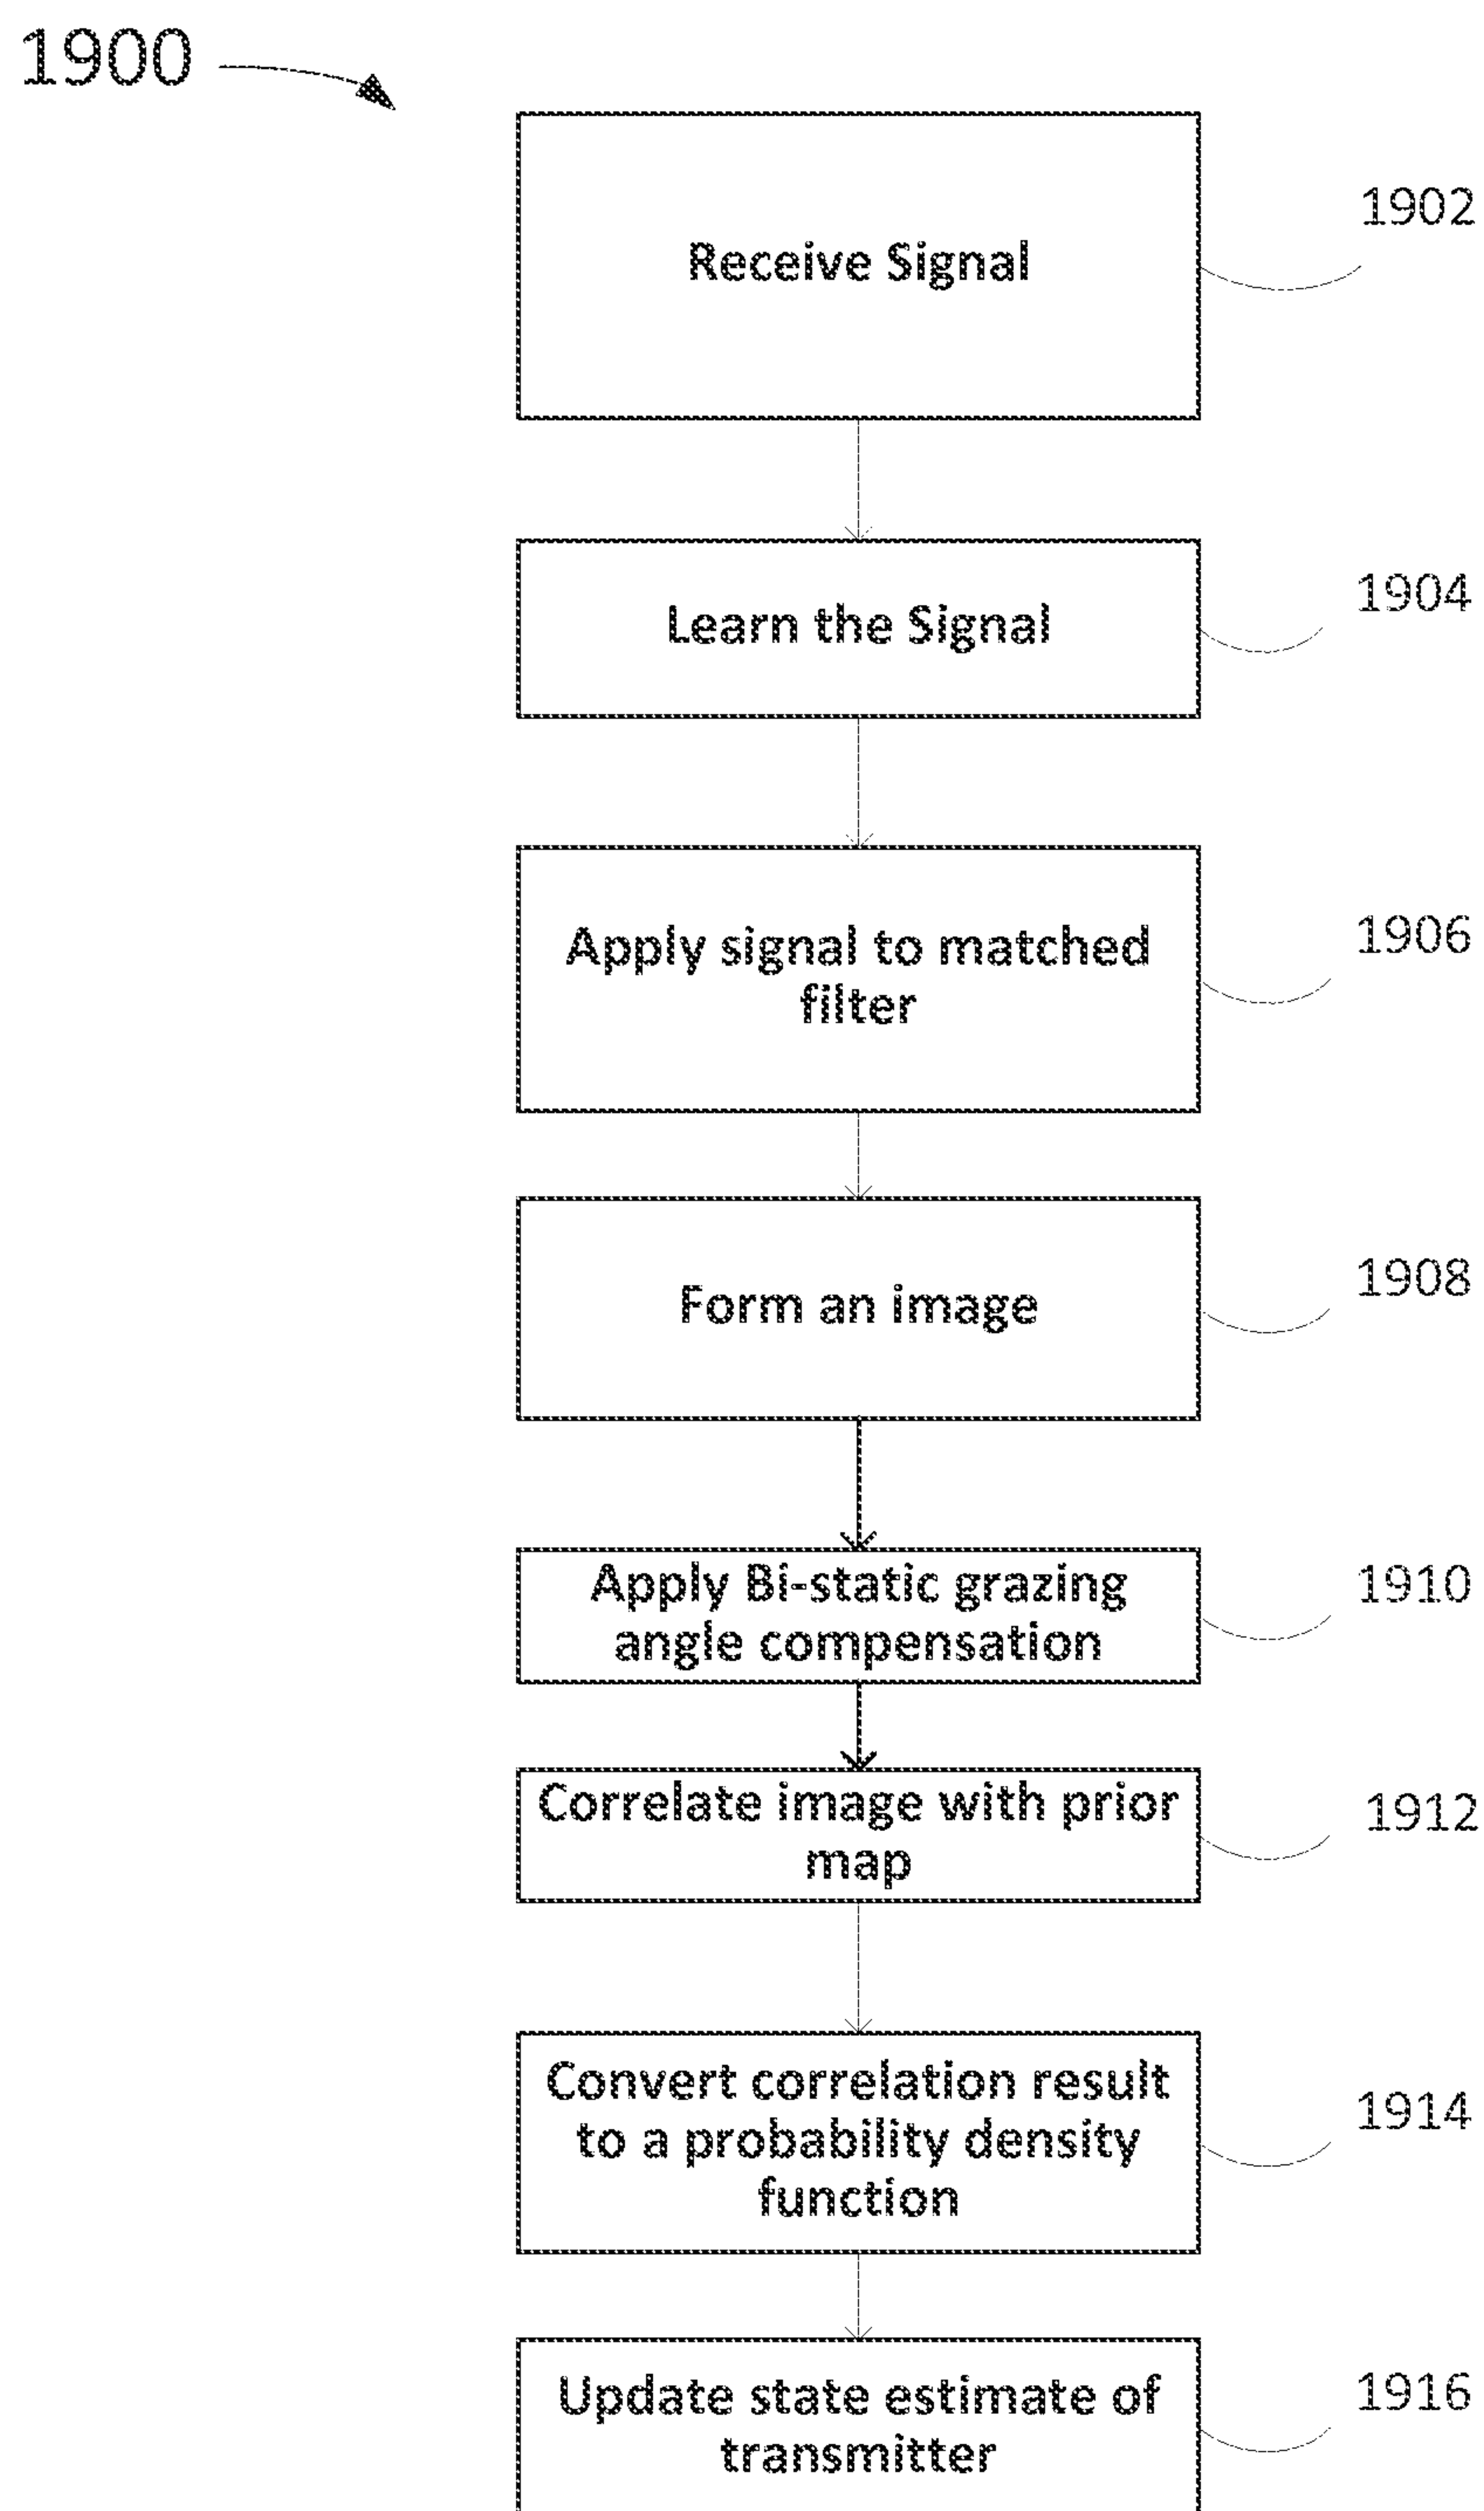 1900
Receive Signal
1902
Learn the Signal
1904
Apply signal to matched
filter
1906
Form an image
1908
Apply Bi-static grazing
angle compensation
1910
Correlate image with prior
map
1912
Convert correlation result
to a probability density
function
1914
Update state estimate of
transmitter
1916